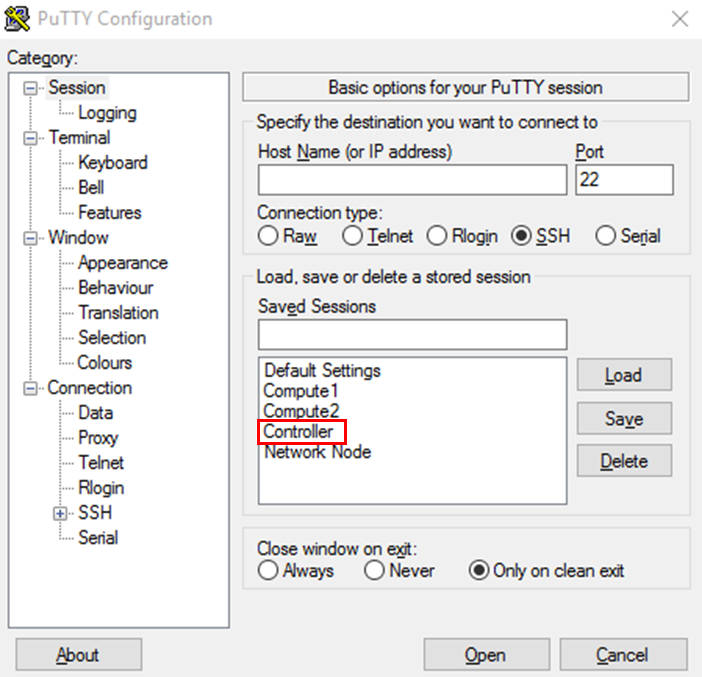 PuTTY Configuration
Category:
Session
Logging
Terminal
Keyboard
Bell
Features
Window
Appearance
Behaviour
Translation
Selection
Colours
Connection
Data
Proxy
Telnet
Rlogin
SSH
Serial
Basic options for your PuTTY session
Specify the destination you want to connect to
Host Name (or IP address) Port
22
Connection type:
Raw Telnet Rlogin SSH Serial
Load, save or delete a stored session
Saved Sessions
Default Settings
Compute1
Compute2
Controller
Network Node
Load
Save
Delete
Close window on exit:
Always Never Only on clean exit
About Open Cancel